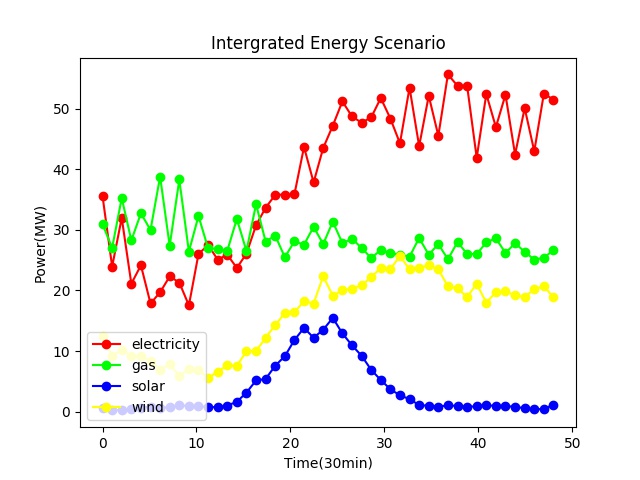 Intergrated Energy Scenario
Power(MW)
50
40
30
20
10
0
electricity
gas
solar
wind
0 10 20 30 40 50
Time(30min)